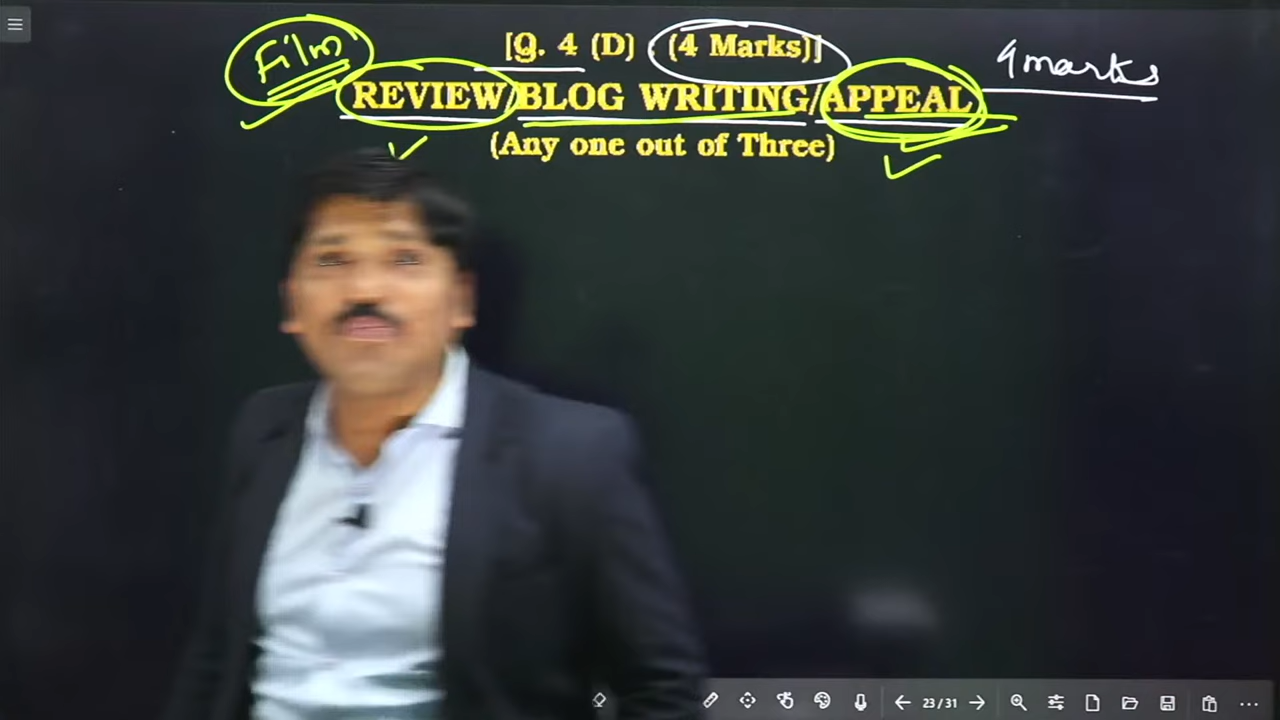 [Q. 4 (D) (4 Marks)]
4 marks
Film
REVIEW/BLOG WRITING/APPEAL
(Any one out of Three)
23/31